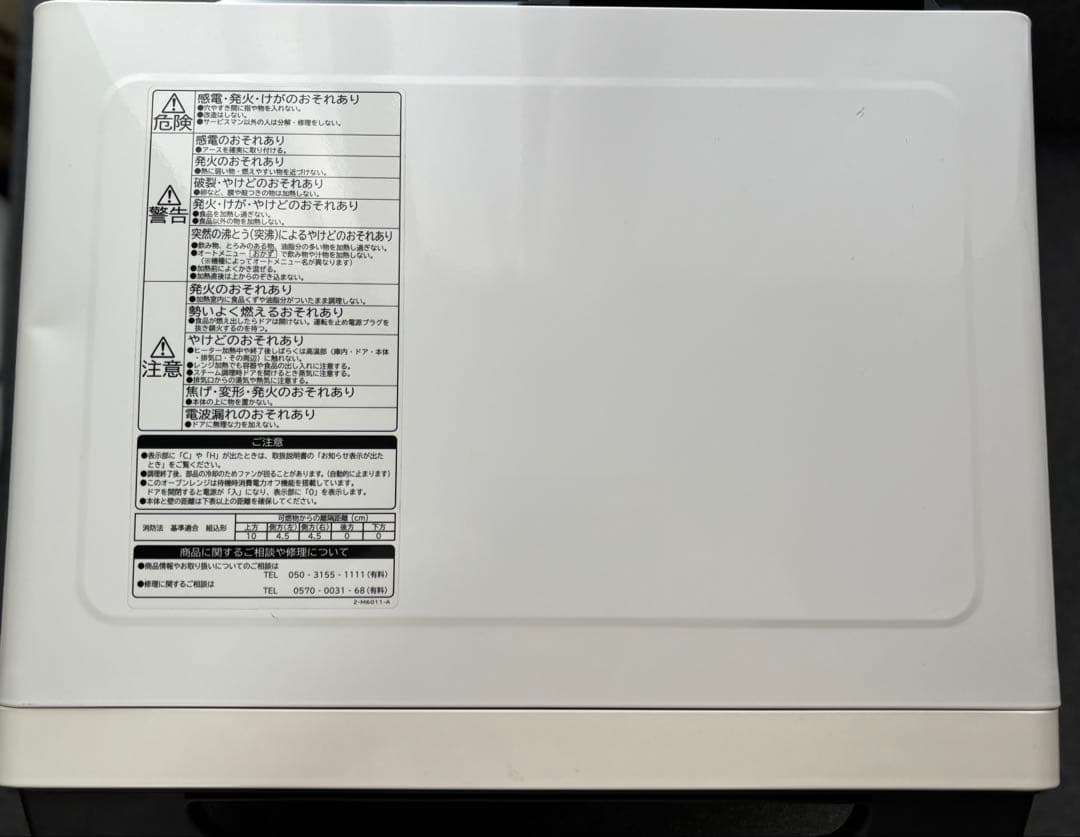 危険
感電・発火・けがのおそれあり
●穴やすき間に指や物を入れない。
●改造はしない。
●サービスマン以外の人は分解・修理をしない。
警告
感電のおそれあり
●アースを確実に取り付ける。
発火のおそれあり
●熱に弱い物・燃えやすい物を近づけない。
破裂・やけどのおそれあり
●卵など、膜や殻つきの物は加熱しない。
発火・けが・やけどのおそれあり
●食品を加熱し過ぎない。
●食品以外の物を加熱しない。
突然の沸とう(突沸)によるやけどのおそれあり
●飲み物、とろみのある物、油脂分の多い物を加熱し過ぎない。
●オートメニュー[おかず]で飲み物や汁物を加熱しない。
(※機種によってオートメニュー名が異なります)
●加熱前によくかき混ぜる。
●加熱直後は上からのぞき込まない。
注意
発火のおそれあり
●加熱室内に食品くずや油脂分がついたまま調理しない。
勢いよく燃えるおそれあり
●食品が燃え出したらドアは開けない。運転を止め電源プラグを
抜き鎮火するのを待つ。
やけどのおそれあり
●ヒーター加熱中や終了後しばらくは高温部(庫内・ドア・本体
・排気口・その周辺)に触れない。
●レンジ加熱でも容器や食品の出し入れに注意する。
●スチーム調理時ドアを開けるとき蒸気に注意する。
●排気口からの湯気や熱気に注意する。
焦げ・変形・発火のおそれあり
●本体の上に物を置かない。
電波漏れのおそれあり
●ドアに無理な力を加えない。
ご注意
●表示部に「C」や「H」が出たときは、取扱説明書の「お知らせ表示が出た
とき」をご覧ください。
●調理終了後、部品の冷却のためファンが回ることがあります。(自動的に止まります)
●このオーブンレンジは待機時消費電力オフ機能を搭載しています。
ドアを開閉すると電源が「入」になり、表示部に「0」を表示します。
●本体と壁の距離は下表以上の距離を確保してください。
消防法 基準適合 組込形
可燃物からの離隔距離(cm)
上方 側方(左) 側方(右) 後方 下方
10 4.5 4.5 0 0
商品に関するご相談や修理について
●商品情報やお取り扱いについてのご相談は
TEL 050-3155-1111(有料)
●修理に関するご相談は
TEL 0570-0031-68(有料)
2-M6011-A